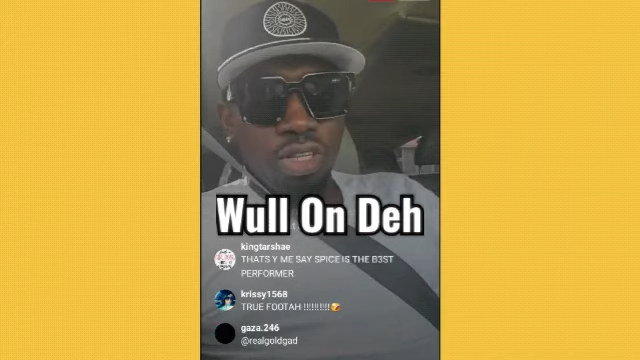 Wull On Deh
kingtarshae
THATS Y ME SAY SPICE IS THE B3ST
PERFORMER
krissy1568
TRUE FOOTAH !!!!!!!!!!
gaza.246
@realgoldgad